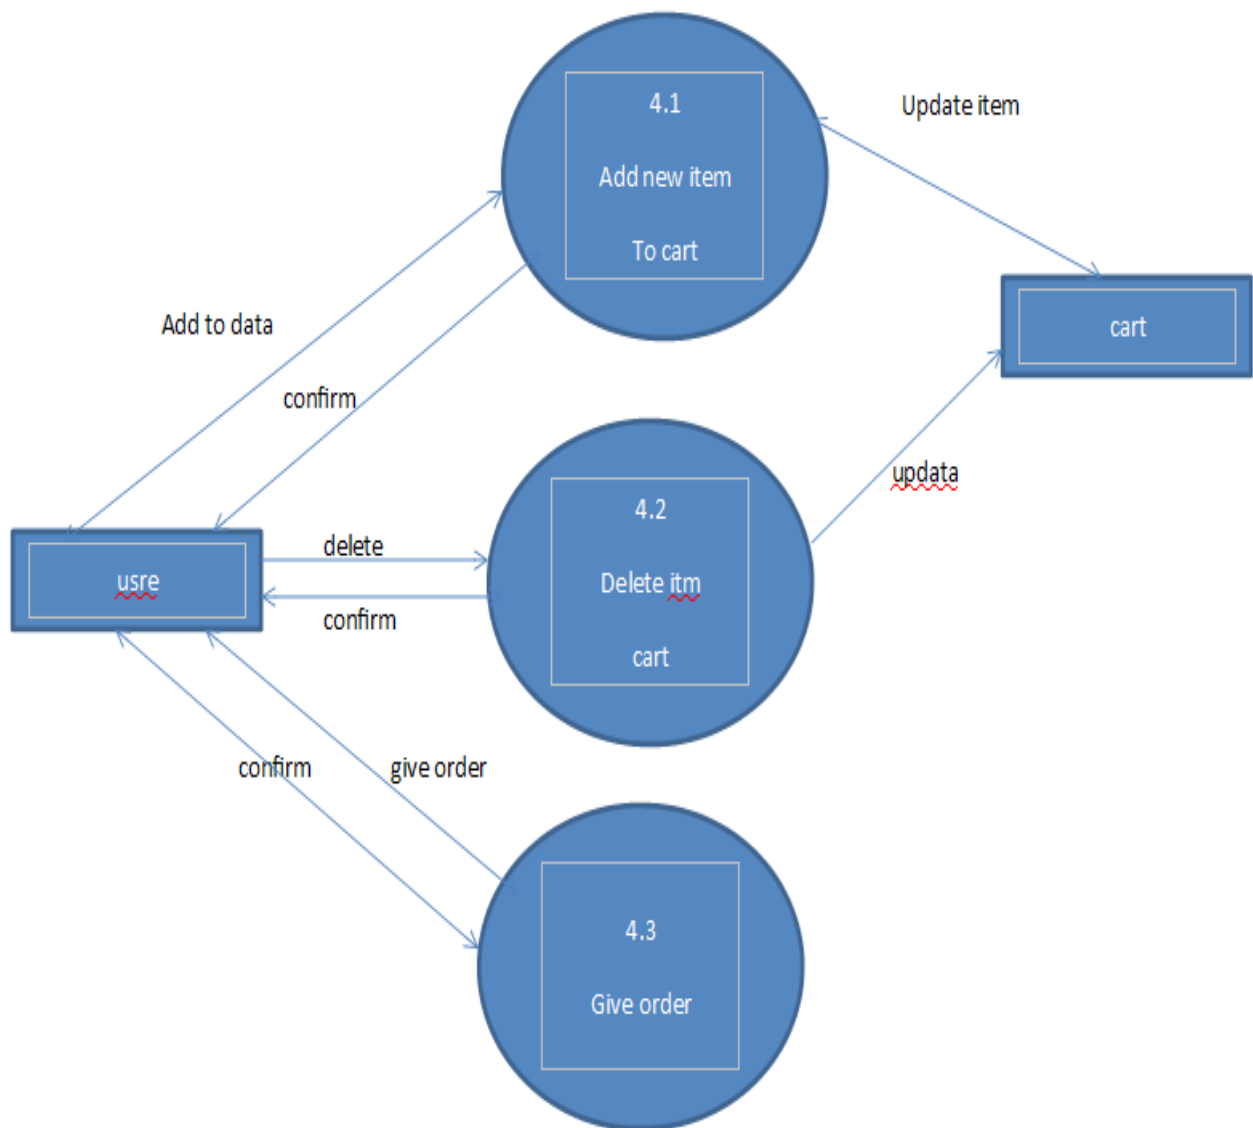 4.1
Add new item
To cart
Update item
Add to data
cart
confirm
updata
4.2
Delete itm
cart
delete
usre
confirm
confirm
give order
4.3
Give order